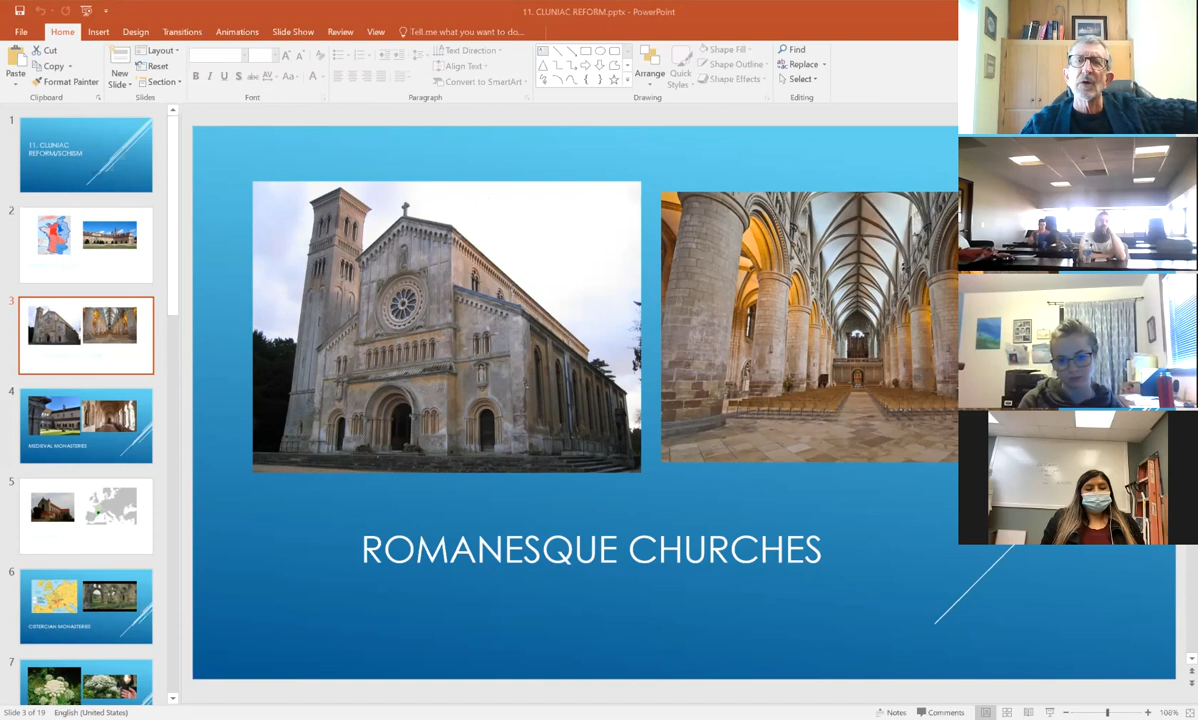 11. CLUNIAC REFORM.pptx - PowerPoint
File Home Insert Design Transitions Animations Slide Show Review View Tell me what you want to do...
Cut
Copy
Format Painter
Paste
Clipboard
New
Slide
Layout
Reset
Section
Slides
B I U S abc AV Aa A
Font
Text Direction
Align Text
Convert to SmartArt
Paragraph
Arrange
Quick
Styles
Shape Fill
Shape Outline
Shape Effects
Drawing
Find
Replace
Select
Editing
1
11. CLUNIAC
REFORM/SCHISM
2
3
4
MEDIEVAL MONASTERIES
5
6
CISTERCIAN MONASTERIES
7
ROMANESQUE CHURCHES
Slide 3 of 19 English (United States)
Notes Comments 108%